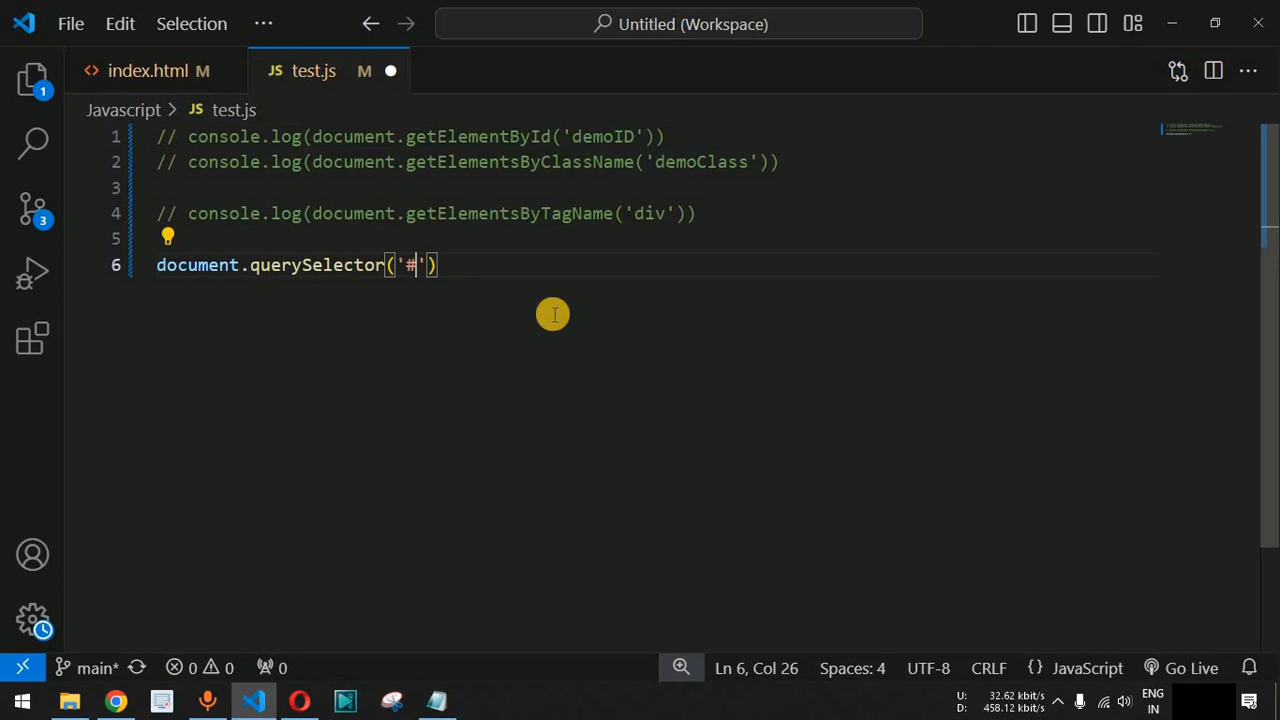 File Edit Selection ··· Untitled (Workspace)
index.html M JS test.js M
Javascript > JS test.js
1 // console.log(document.getElementById('demoID'))
2 // console.log(document.getElementsByClassName('demoClass'))
3
4 // console.log(document.getElementsByTagName('div'))
5
6 document.querySelector('#')
1
3
main* 0 0 0 Ln 6, Col 26 Spaces: 4 UTF-8 CRLF {} JavaScript Go Live
U: 32.62 kbit/s ENG
D: 458.12 kbit/s IN